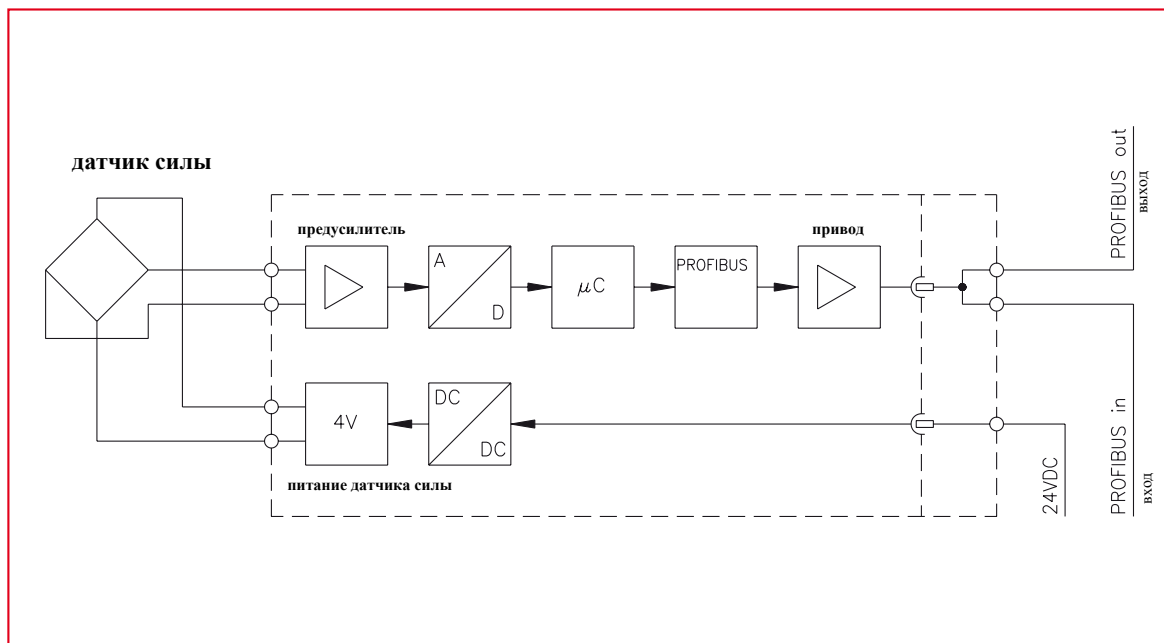 датчик силы
предусилитель
привод
A
D
μC
PROFIBUS
4V
DC
DC
питание датчика силы
PROFIBUS out
выход
24VDC
PROFIBUS in
вход